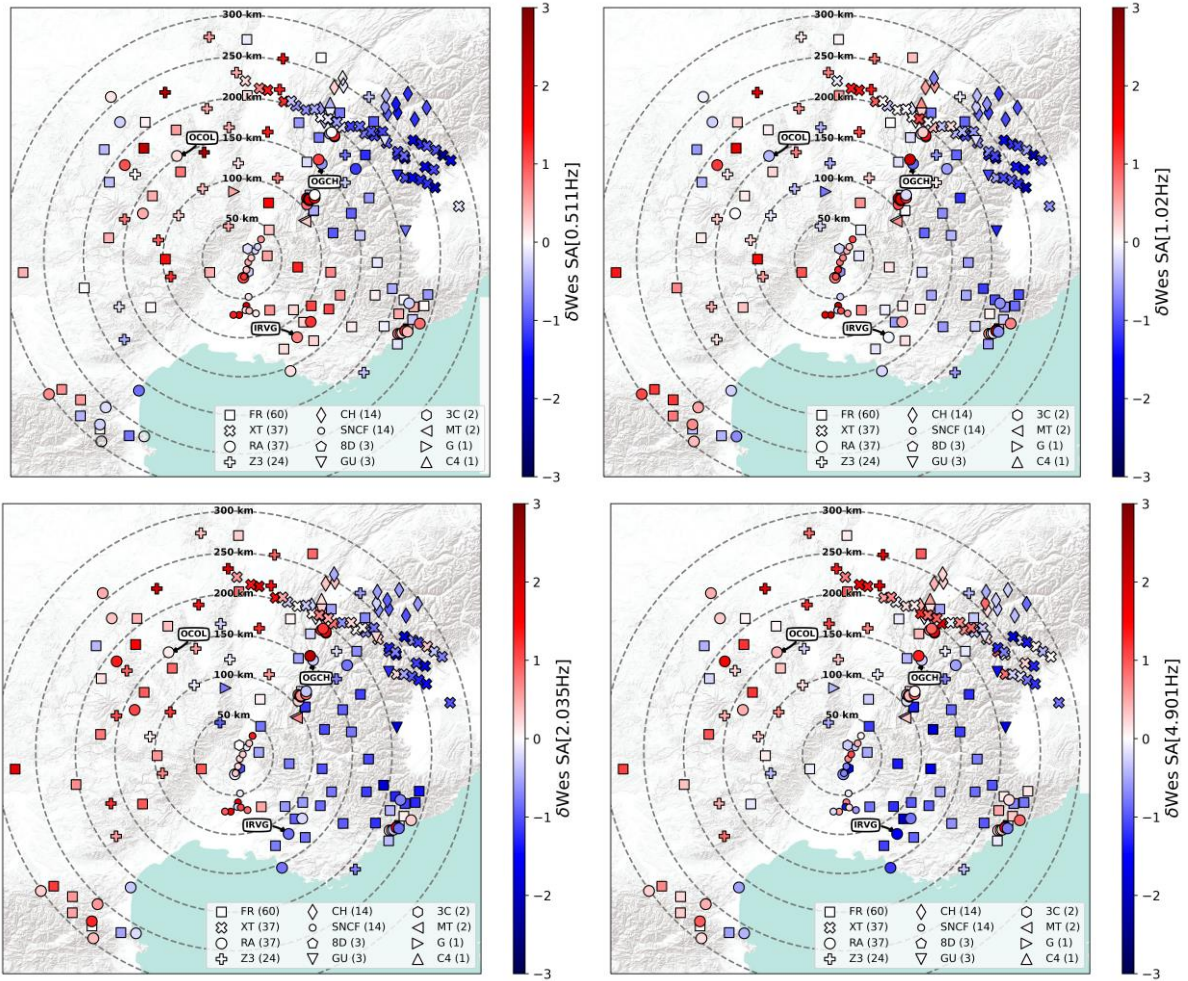 300 km
250 km
200 km
150 km
100 km
50 km
OCOL
OGCH
IRVG
FR (60) CH (14) 3C (2)
XT (37) SNCF (14) MT (2)
RA (37) 8D (3) G (1)
Z3 (24) GU (3) C4 (1)
3
2
1
0
−1
−2
−3
δWes SA[0.511Hz]
300 km
250 km
200 km
150 km
100 km
50 km
OCOL
OGCH
IRVG
FR (60) CH (14) 3C (2)
XT (37) SNCF (14) MT (2)
RA (37) 8D (3) G (1)
Z3 (24) GU (3) C4 (1)
3
2
1
0
−1
−2
−3
δWes SA[1.02Hz]
300 km
250 km
200 km
150 km
100 km
50 km
OCOL
OGCH
IRVG
FR (60) CH (14) 3C (2)
XT (37) SNCF (14) MT (2)
RA (37) 8D (3) G (1)
Z3 (24) GU (3) C4 (1)
3
2
1
0
−1
−2
−3
δWes SA[2.035Hz]
300 km
250 km
200 km
150 km
100 km
50 km
OCOL
OGCH
IRVG
FR (60) CH (14) 3C (2)
XT (37) SNCF (14) MT (2)
RA (37) 8D (3) G (1)
Z3 (24) GU (3) C4 (1)
3
2
1
0
−1
−2
−3
δWes SA[4.901Hz]